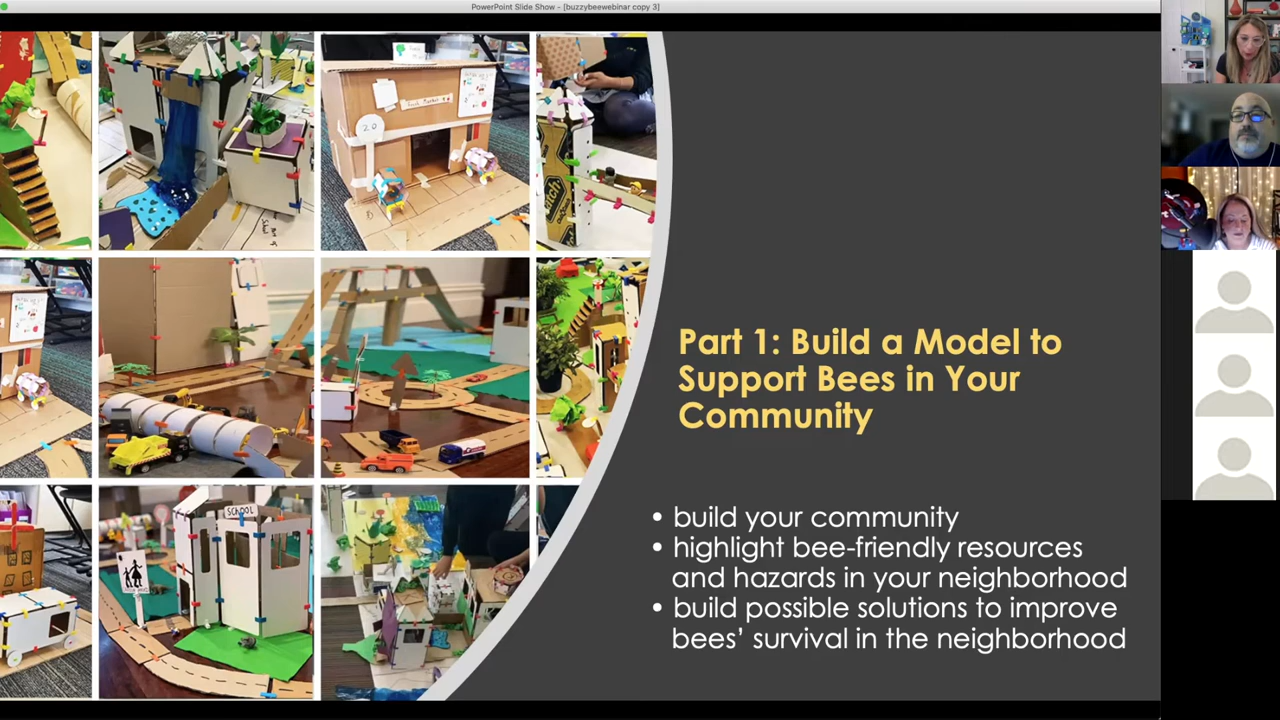 PowerPoint Slide Show - [buzzybeewebinar copy 3]
20
SCHOOL
Part 1: Build a Model to
Support Bees in Your
Community
• build your community
• highlight bee-friendly resources
and hazards in your neighborhood
• build possible solutions to improve
bees’ survival in the neighborhood